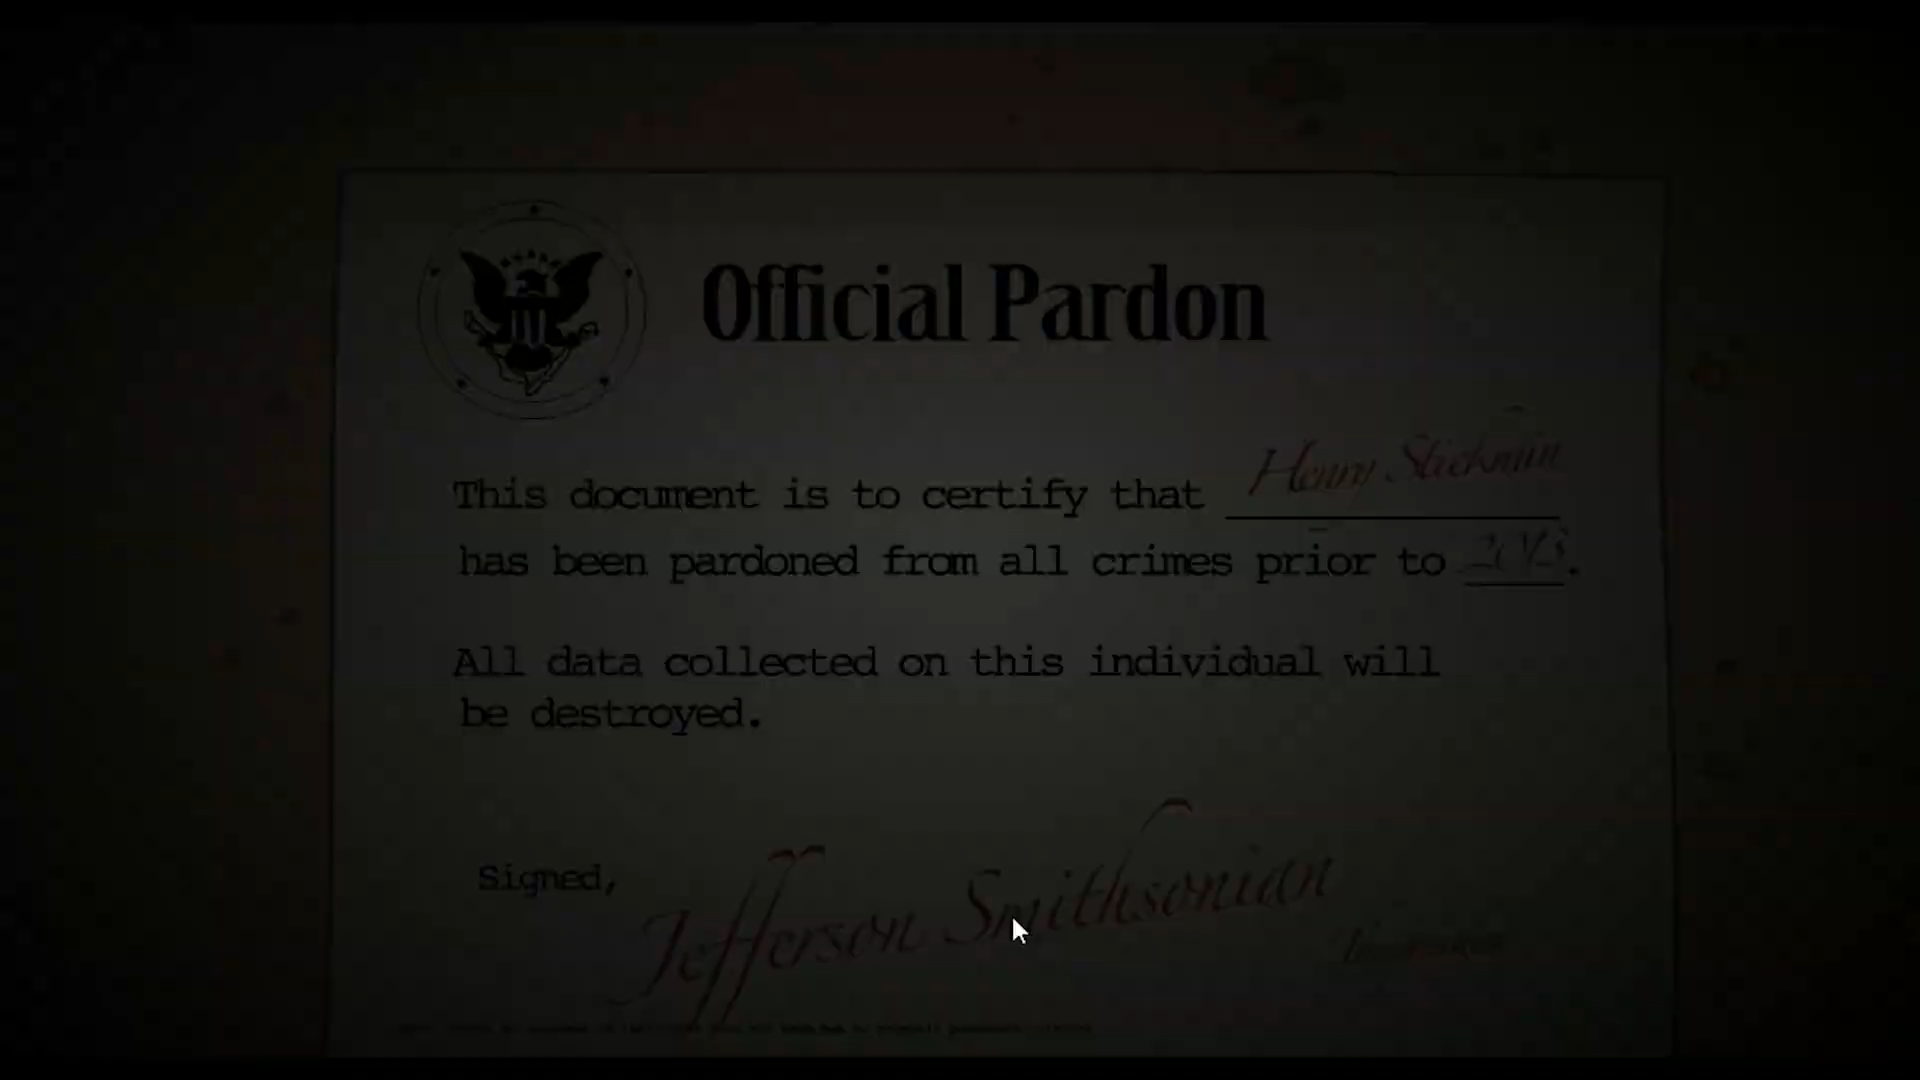 Official Pardon
This document is to certify that Henry Stickmin
has been pardoned from all crimes prior to
All data collected on this individual will
be destroyed.
Signed, Jefferson Smithsonian